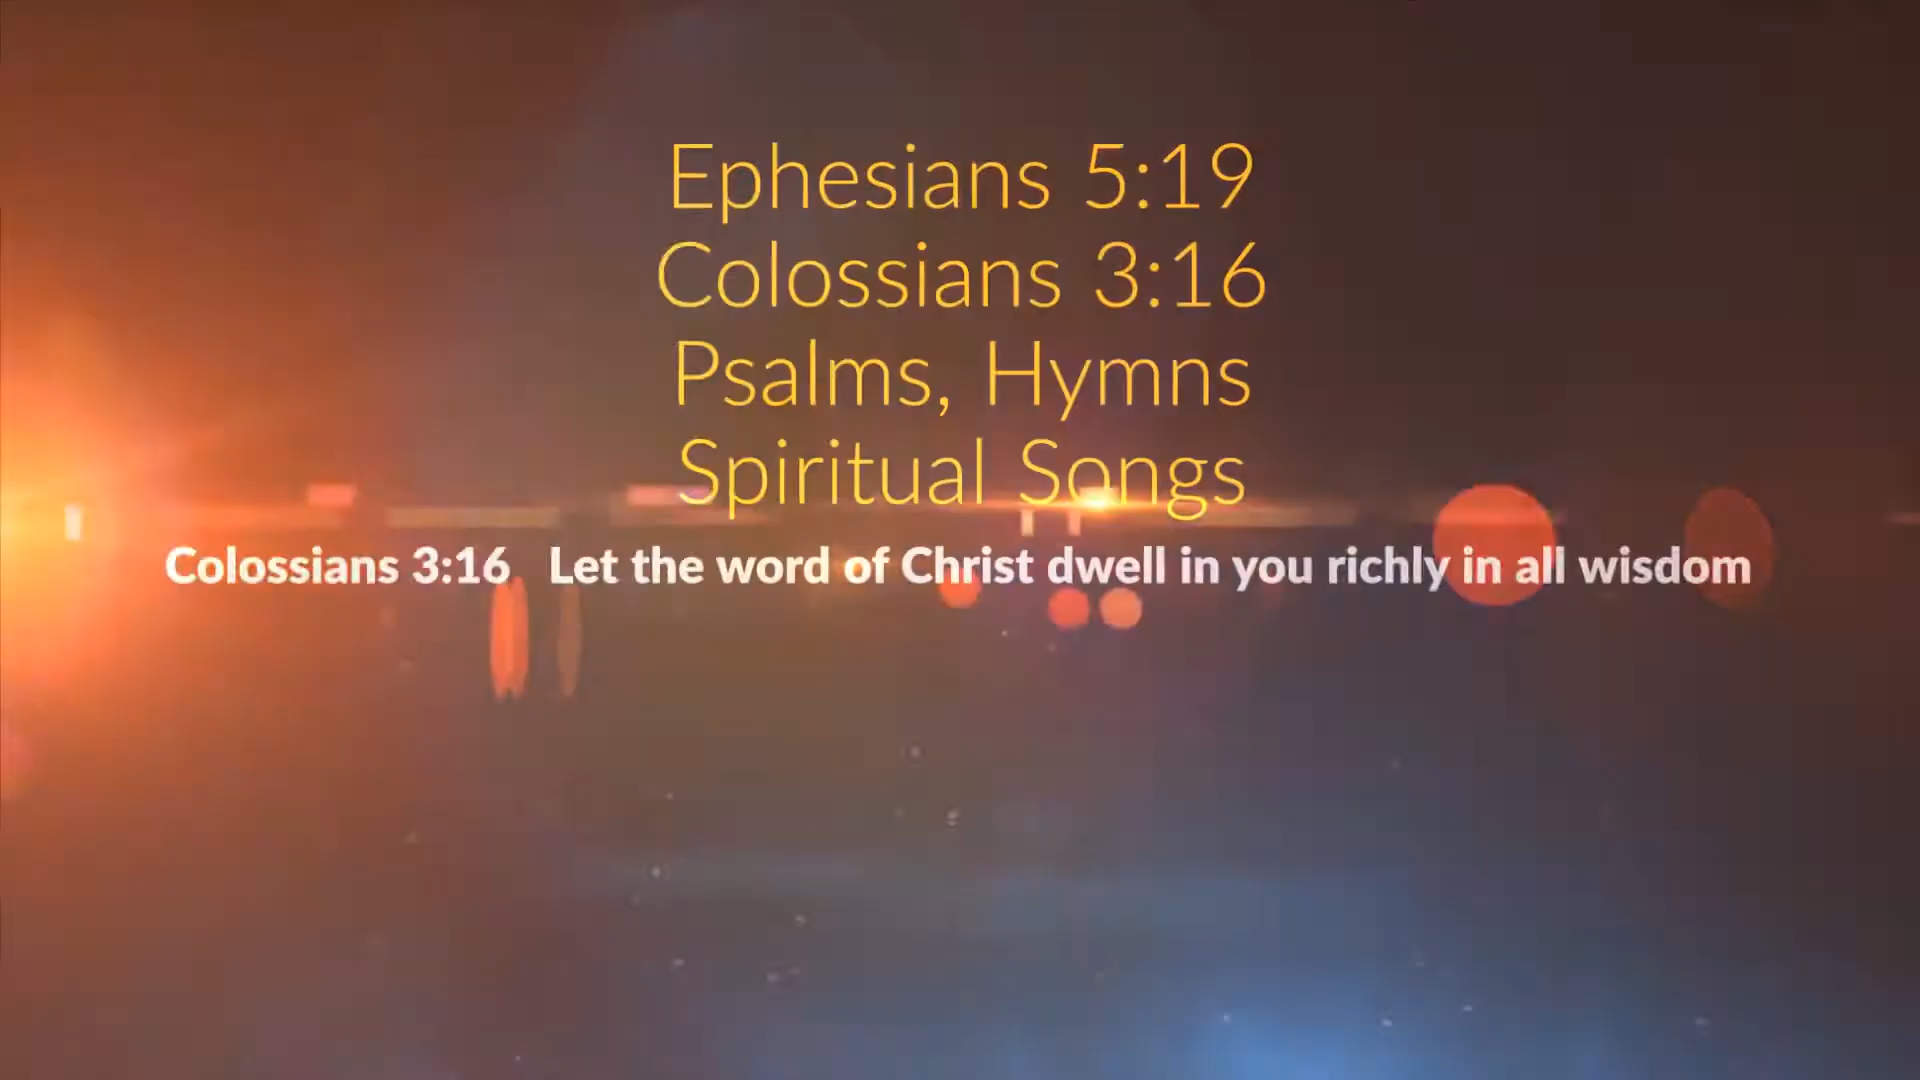 Ephesians 5:19
Colossians 3:16
Psalms, Hymns
Spiritual Songs
Colossians 3:16 Let the word of Christ dwell in you richly in all wisdom